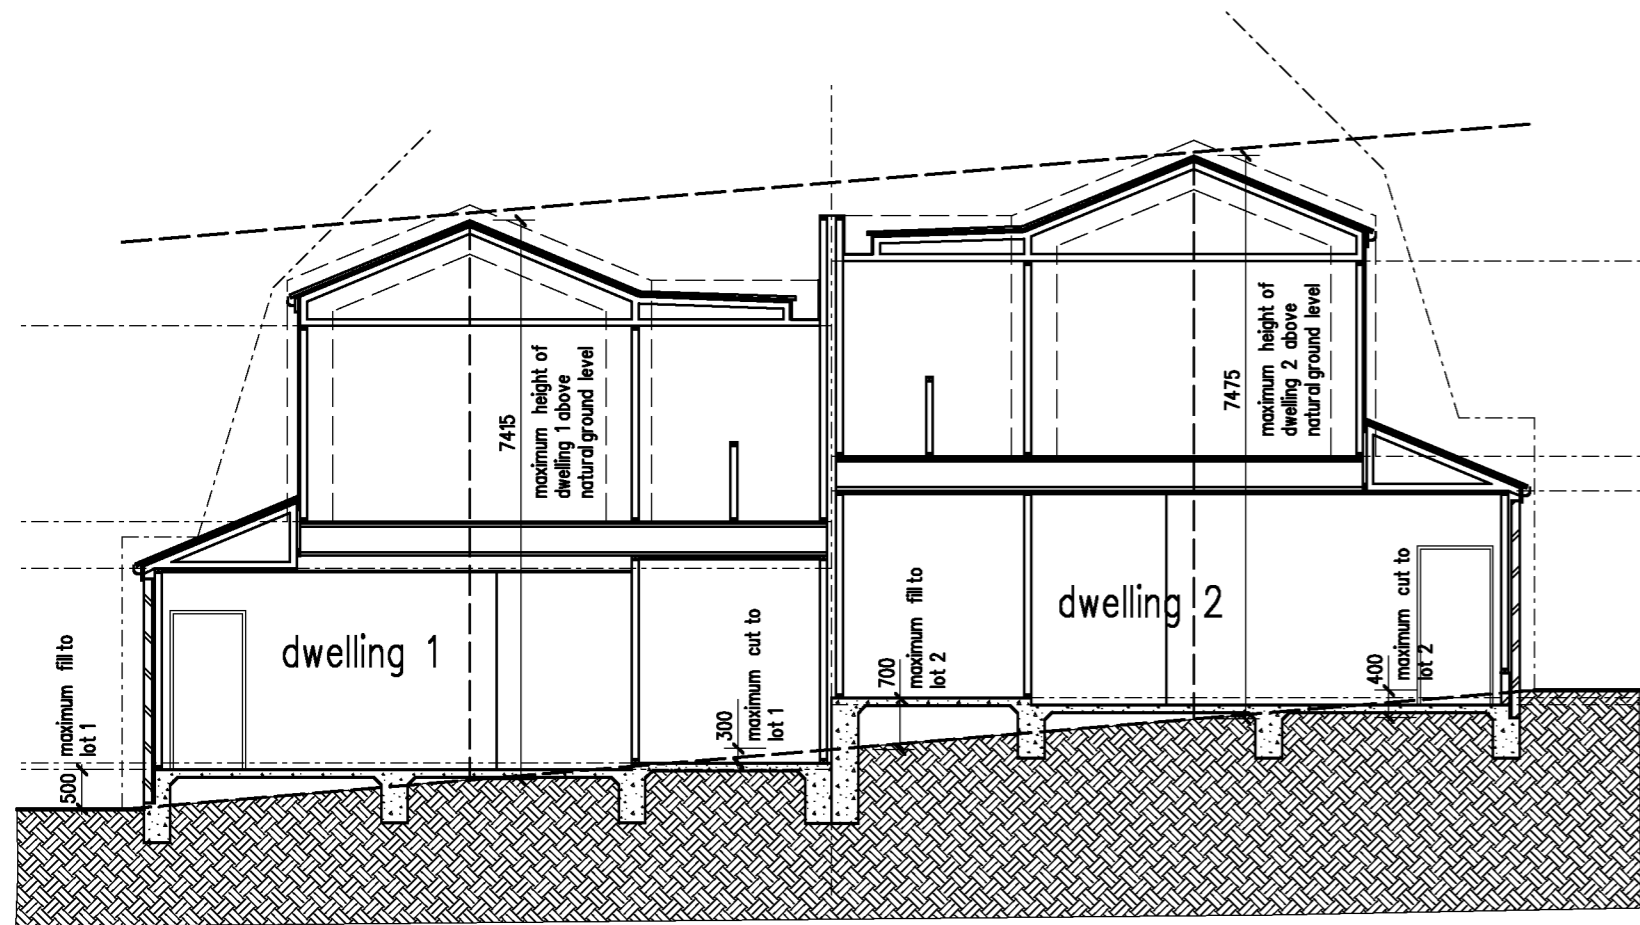 500
maximum fill to
lot 1
dwelling 1
7415
maximum height of
dwelling 1 above
natural ground level
300
maximum cut to
lot 1
700
maximum fill to
lot 2
dwelling 2
7475
maximum height of
dwelling 2 above
natural ground level
400
maximum cut to
lot 2